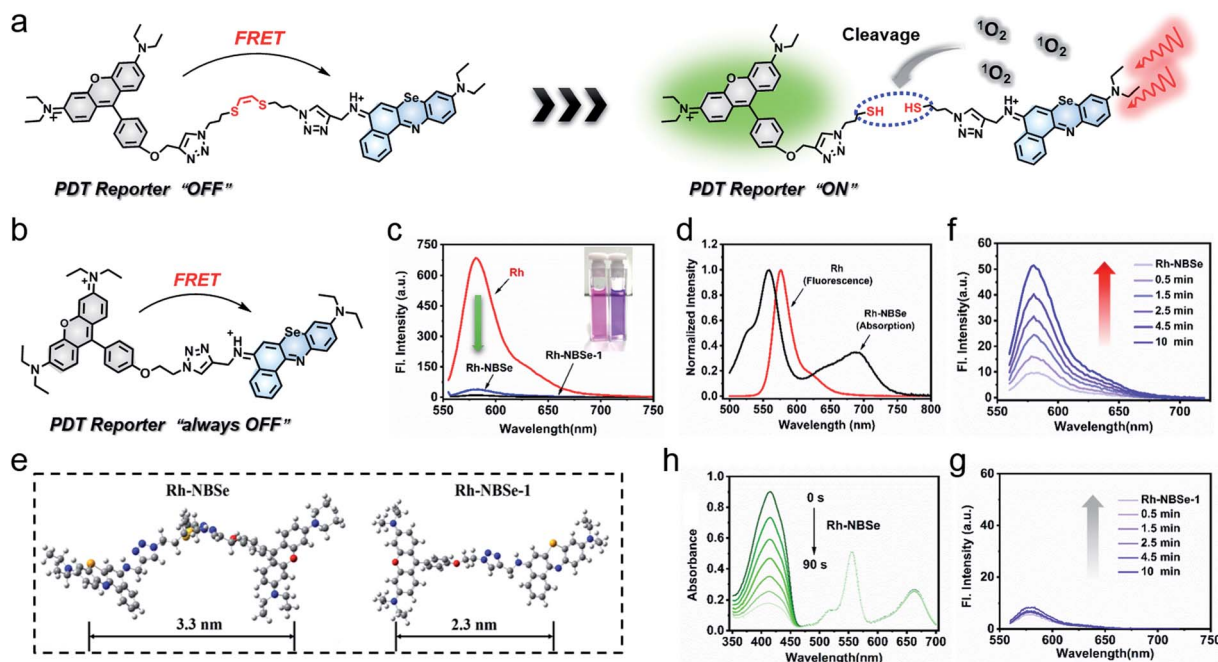 a
FRET
Cleavage
¹O₂
¹O₂
¹O₂
O
N
+
N
O
N
N=N
S
S
N
N=N
H
N
+
Se
N
N
PDT Reporter "OFF"
O
N
+
N
O
N
N=N
SH
HS
N
N=N
H
N
+
Se
N
N
PDT Reporter "ON"
b
FRET
N
+
O
N
O
N
N=N
+
N
H
Se
N
N
PDT Reporter "always OFF"
c
Fl. Intensity (a.u.)
750
600
450
300
150
0
Rh
Rh-NBSe
Rh-NBSe-1
550 600 650 700 750
Wavelength(nm)
d
Normalized Intensity
1.2
1.0
0.8
0.6
0.4
0.2
0.0
Rh
(Fluorescence)
Rh-NBSe
(Absorption)
500 550 600 650 700 750 800
Wavelength (nm)
f
Fl. Intensity(a.u.)
60
50
40
30
20
10
0
Rh-NBSe
0.5 min
1.5 min
2.5 min
4.5 min
10 min
550 600 650 700
Wavelength(nm)
e
Rh-NBSe
3.3 nm
Rh-NBSe-1
2.3 nm
h
Absorbance
1.0
0.8
0.6
0.4
0.2
0.0
0 s
Rh-NBSe
90 s
350 400 450 500 550 600 650 700
Wavelength(nm)
g
Fl. Intensity (a.u.)
60
40
20
0
Rh-NBSe-1
0.5 min
1.5 min
2.5 min
4.5 min
10 min
550 600 650 700 750
Wavelength(nm)